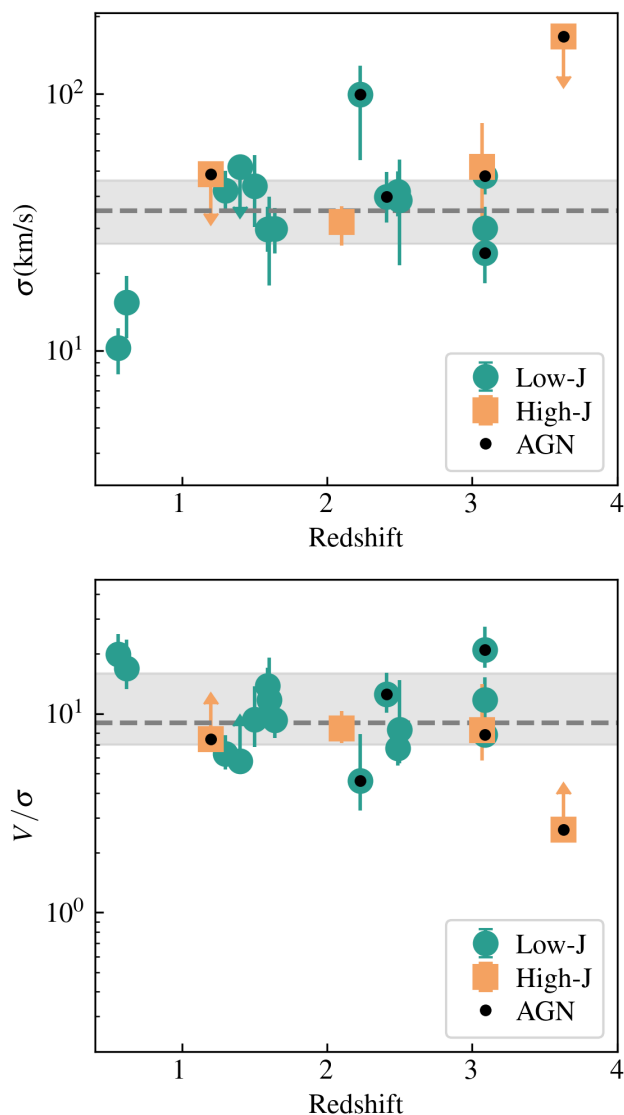 10²
10¹
σ(km/s)
Low-J
High-J
AGN
1 2 3 4
Redshift
10¹
10⁰
V/σ
Low-J
High-J
AGN
1 2 3 4
Redshift